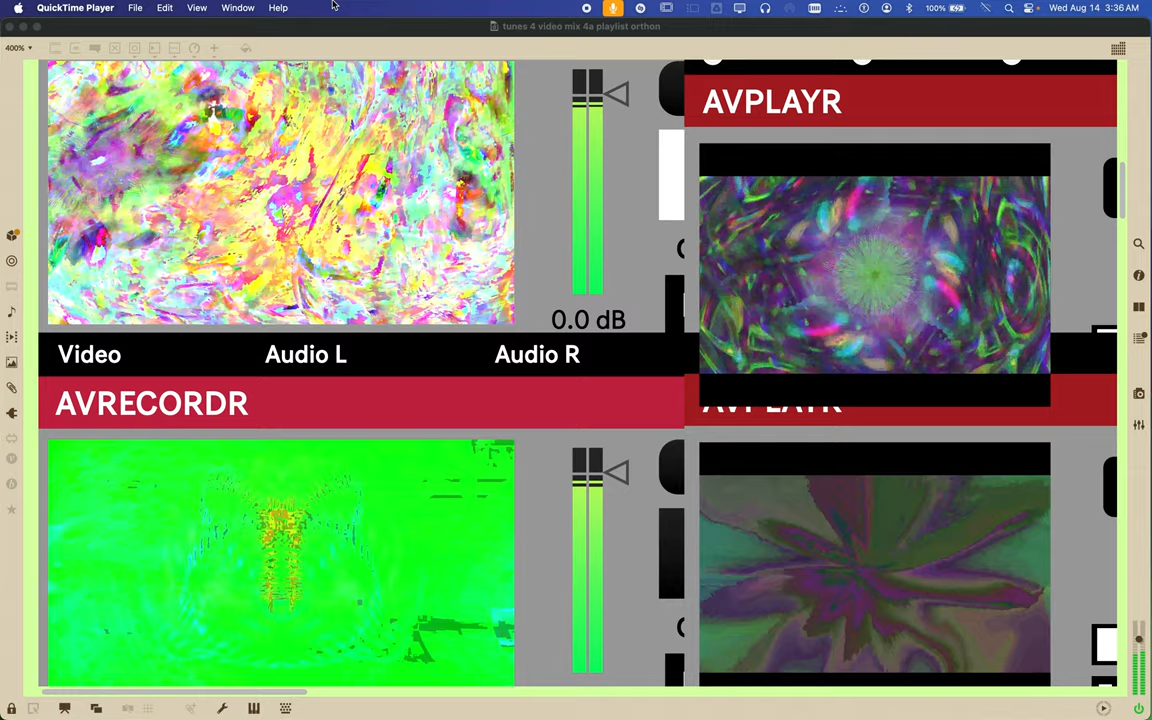 QuickTime Player File Edit View Window Help 100% Wed Aug 14 3:36 AM
tunes 4 video mix 4a playlist orthon
400%
AVPLAYR
0.0 dB
Video Audio L Audio R
AVRECORDR
AVPLAYR